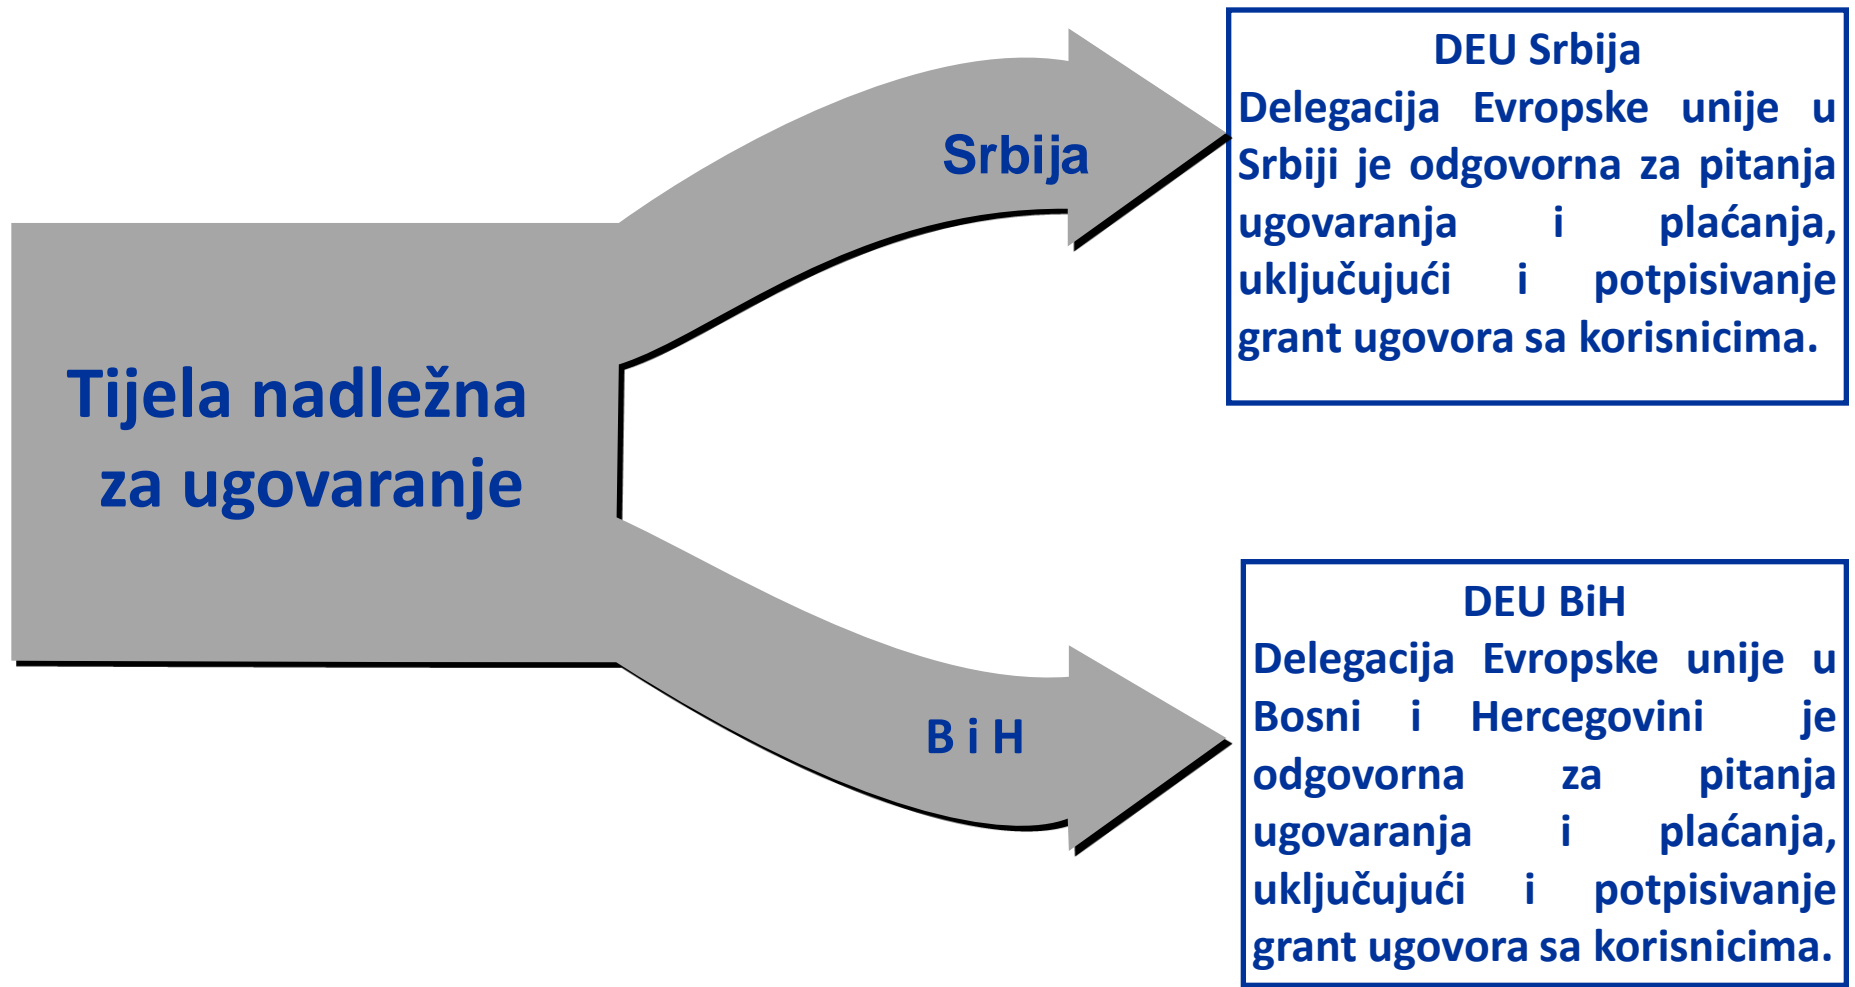 Tijela nadležna
za ugovaranje
Srbija
DEU Srbija
Delegacija Evropske unije u
Srbiji je odgovorna za pitanja
ugovaranja i plaćanja,
uključujući i potpisivanje
grant ugovora sa korisnicima.
B i H
DEU BiH
Delegacija Evropske unije u
Bosni i Hercegovini je
odgovorna za pitanja
ugovaranja i plaćanja,
uključujući i potpisivanje
grant ugovora sa korisnicima.